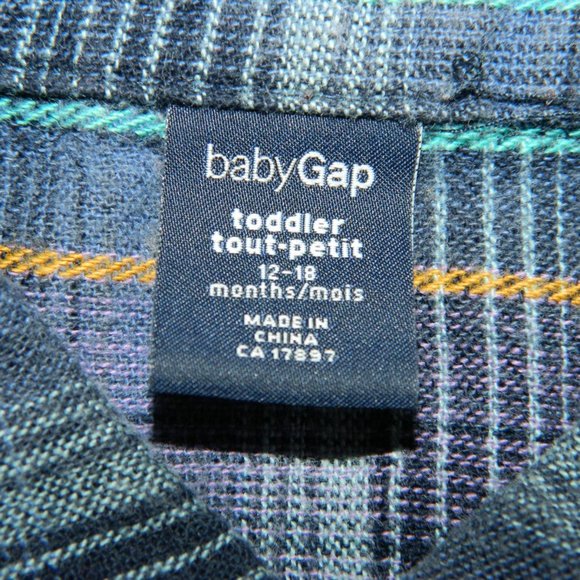 babyGap
toddler
tout-petit
12-18
months/mois
MADE IN
CHINA
CA 17897